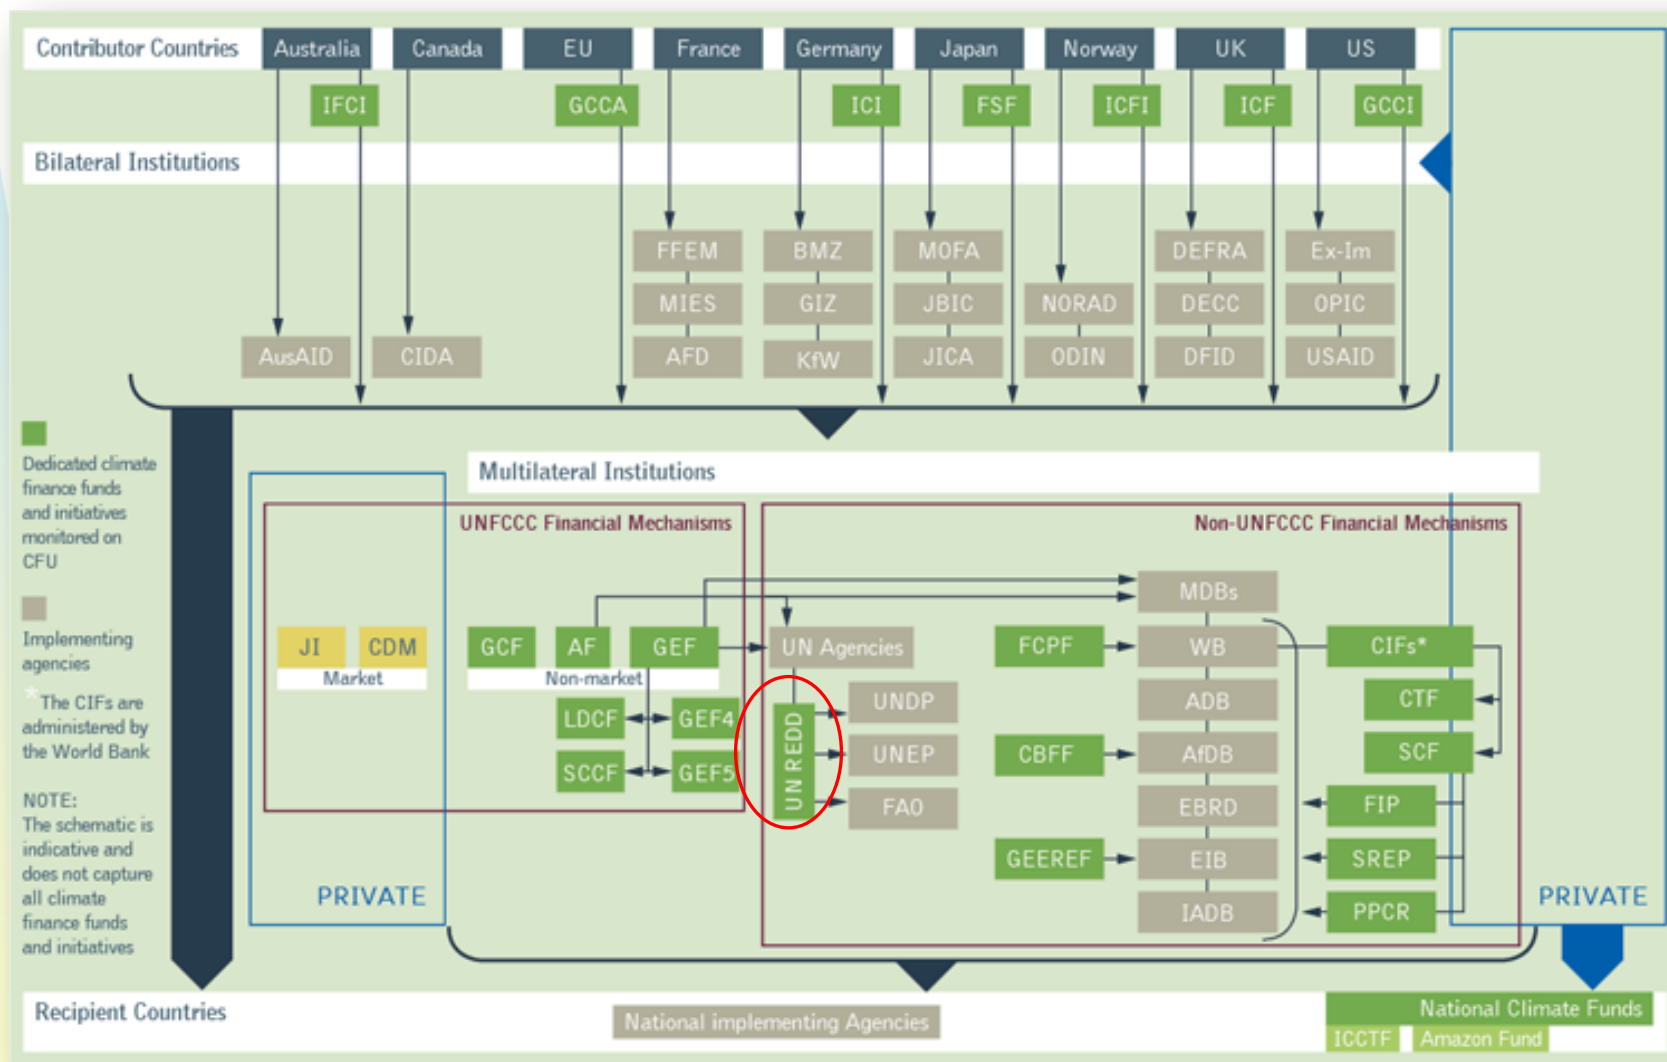 Contributor Countries
Australia
Canada
EU
France
Germany
Japan
Norway
UK
US
IFCI
GCCA
ICI
FSF
ICFI
ICF
GCCI
Bilateral Institutions
FFEM
BMZ
MOFA
DEFRA
Ex-Im
MIES
GIZ
JBIC
NORAD
DECC
OPIC
AusAID
CIDA
AFD
KfW
JICA
ODIN
DFID
USAID
Dedicated climate
finance funds
and initiatives
monitored on
CFU
Implementing
agencies
*The CIFs are
administered by
the World Bank
NOTE:
The schematic is
indicative and
does not capture
all climate
finance funds
and initiatives
Multilateral Institutions
UNFCCC Financial Mechanisms
Non-UNFCCC Financial Mechanisms
JI
CDM
Market
GCF
AF
GEF
Non-market
LDCF
GEF4
SCCF
GEF5
UN Agencies
UN REDD
UNDP
UNEP
FAO
MDBs
FCPF
WB
CIFs*
ADB
CTF
CBFF
AfDB
SCF
EBRD
FIP
GEEREF
EIB
SREP
IADB
PPCR
PRIVATE
PRIVATE
Recipient Countries
National implementing Agencies
National Climate Funds
ICCTF
Amazon Fund